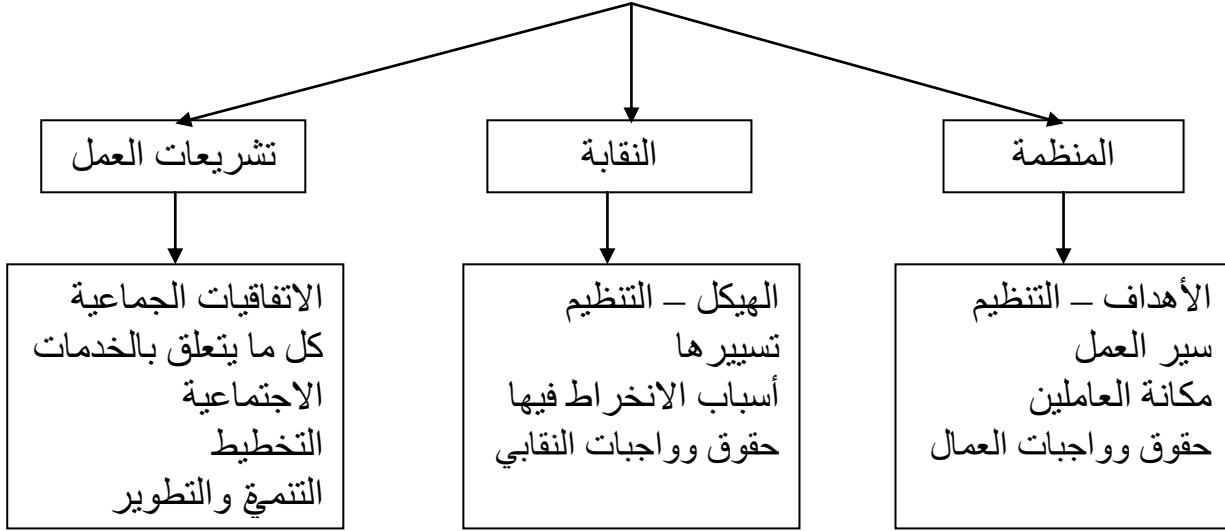 المنظمة
النقابة
تشريعات العمل
الأهداف – التنظيم
سير العمل
مكانة العاملين
حقوق وواجبات العمال
الهيكل – التنظيم
تسييرها
أسباب الانخراط فيها
حقوق وواجبات النقابي
الاتفاقيات الجماعية
كل ما يتعلق بالخدمات
الاجتماعية
التخطيط
التنمية والتطوير